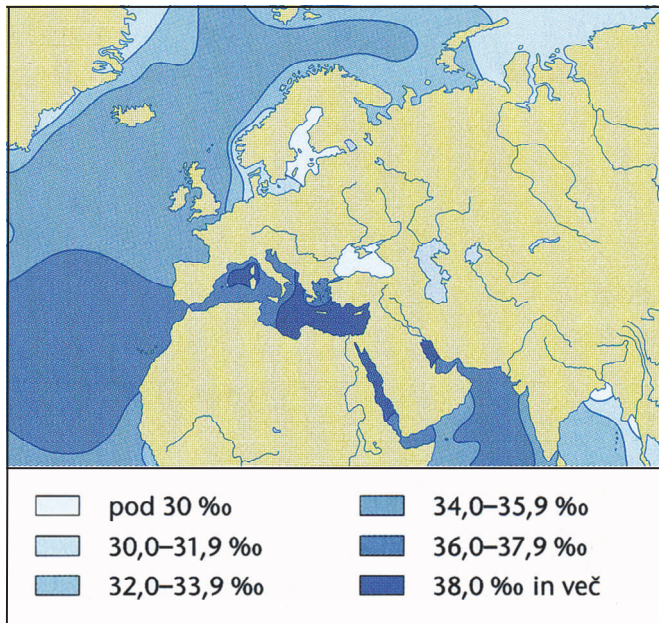 pod 30 ‰
30,0–31,9 ‰
32,0–33,9 ‰
34,0–35,9 ‰
36,0–37,9 ‰
38,0 ‰ in več